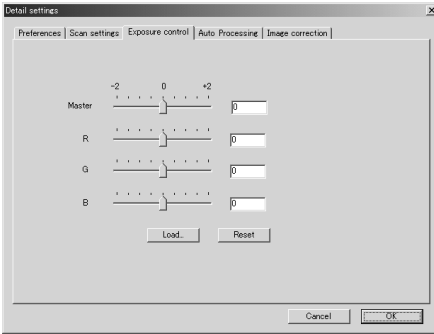 Detail settings
Preferences Scan settings Exposure control Auto Processing Image correction
-2 0 +2
Master 0
R 0
G 0
B 0
Load... Reset
Cancel OK